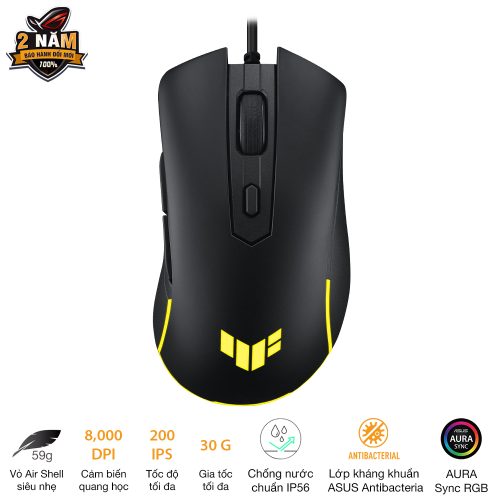 2 NĂM
BẢO HÀNH ĐỔI MỚI
100%
59g
Vỏ Air Shell
siêu nhẹ
8,000
DPI
Cảm biến
quang học
200
IPS
Tốc độ
tối đa
30 G
Gia tốc
tối đa
Chống nước
chuẩn IP56
ANTIBACTERIAL
Lớp kháng khuẩn
ASUS Antibacteria
ASUS
AURA
SYNC
AURA
Sync RGB